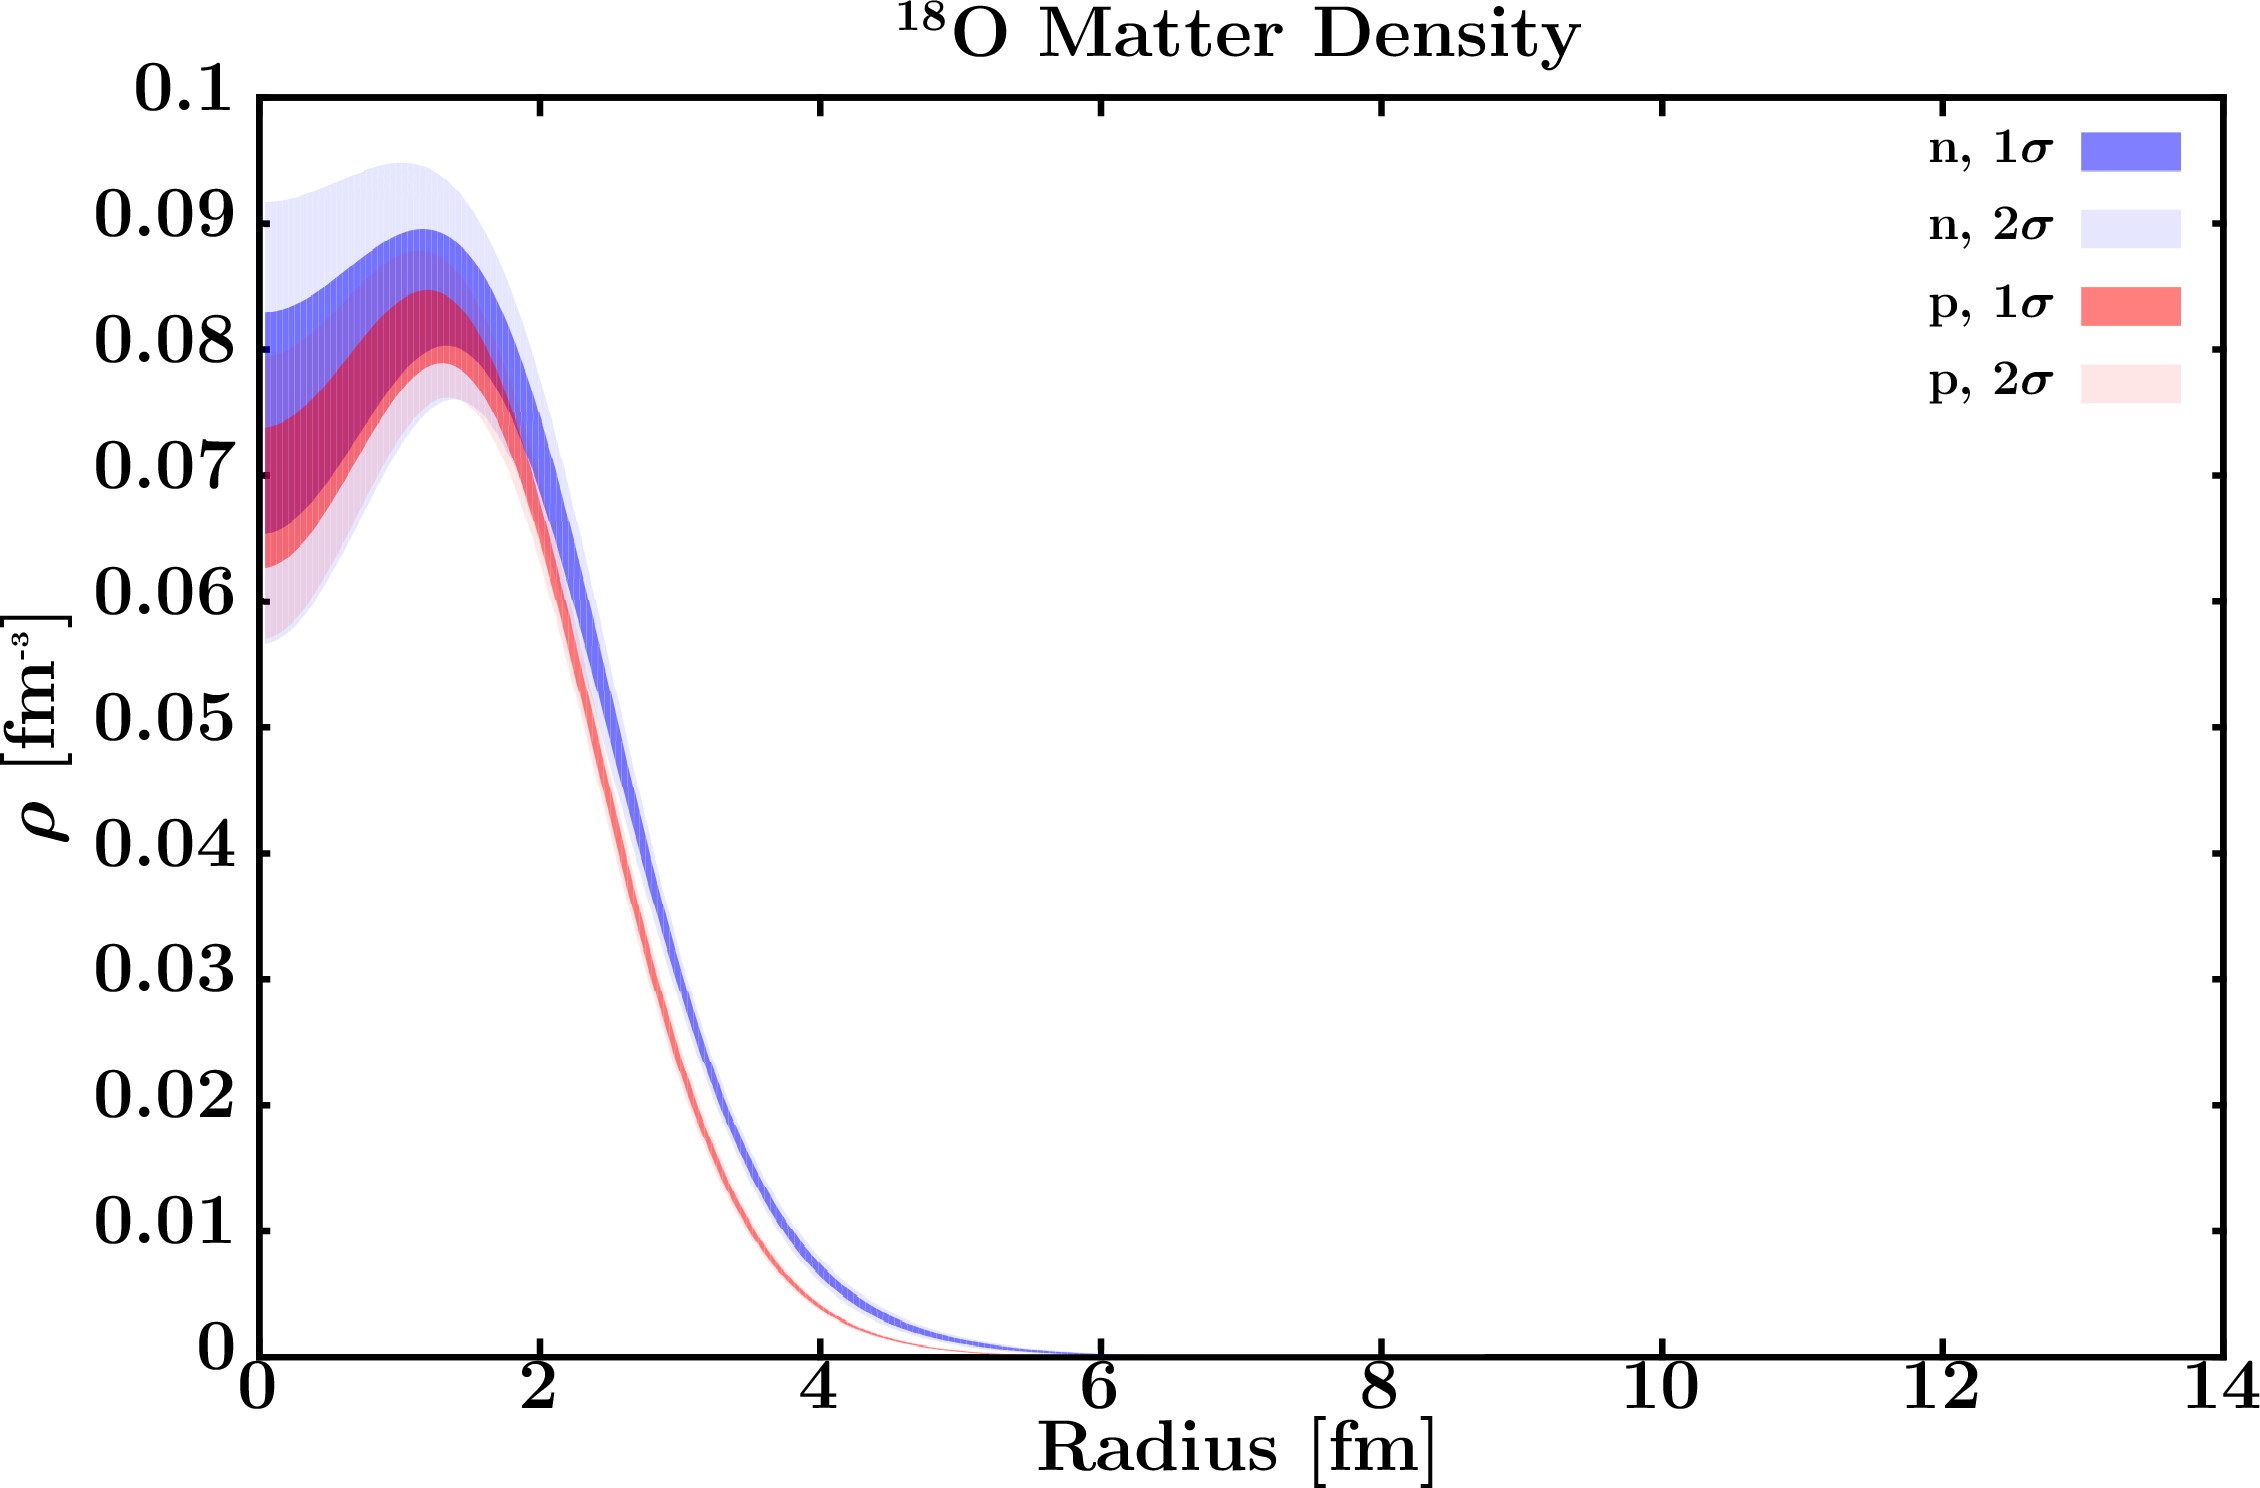 ¹⁸O Matter Density
0.1
0.09
0.08
0.07
0.06
0.05
0.04
0.03
0.02
0.01
0
ρ [fm⁻³]
n, 1σ
n, 2σ
p, 1σ
p, 2σ
0 2 4 6 8 10 12 14
Radius [fm]